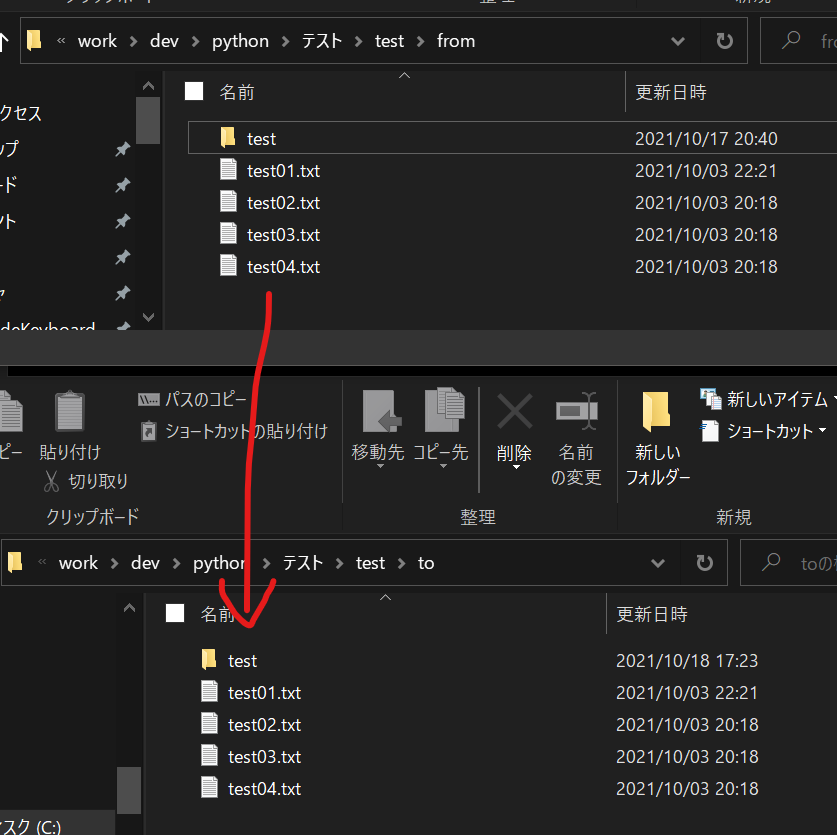 « work > dev > python > テスト > test > from
名前 更新日時
クセス
test 2021/10/17 20:40
ップ
test01.txt 2021/10/03 22:21
ード
test02.txt 2021/10/03 20:18
ント
test03.txt 2021/10/03 20:18
test04.txt 2021/10/03 20:18
deKeyboard
パスのコピー
新しいアイテム
ショートカットの貼り付け
ショートカット
ピー 貼り付け
移動先 コピー先 削除 名前の変更 新しいフォルダー
切り取り
クリップボード 整理 新規
« work > dev > python > テスト > test > to
toの
名前 更新日時
test 2021/10/18 17:23
test01.txt 2021/10/03 22:21
test02.txt 2021/10/03 20:18
test03.txt 2021/10/03 20:18
test04.txt 2021/10/03 20:18
ィスク (C:)